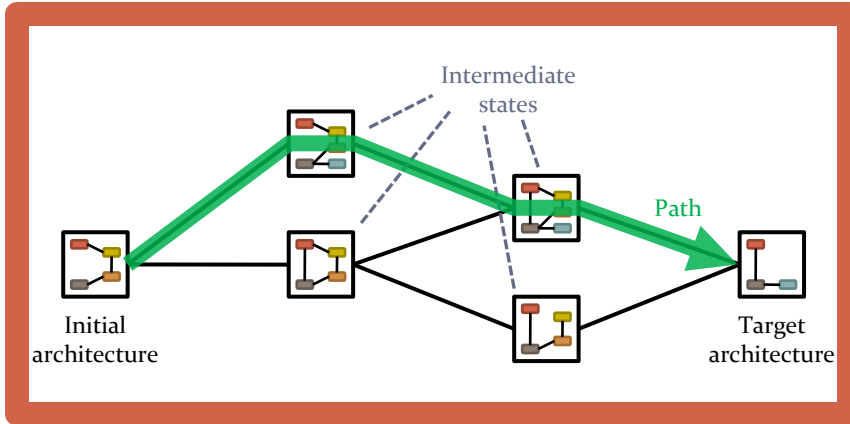 Intermediate
states
Path
Initial
architecture
Target
architecture